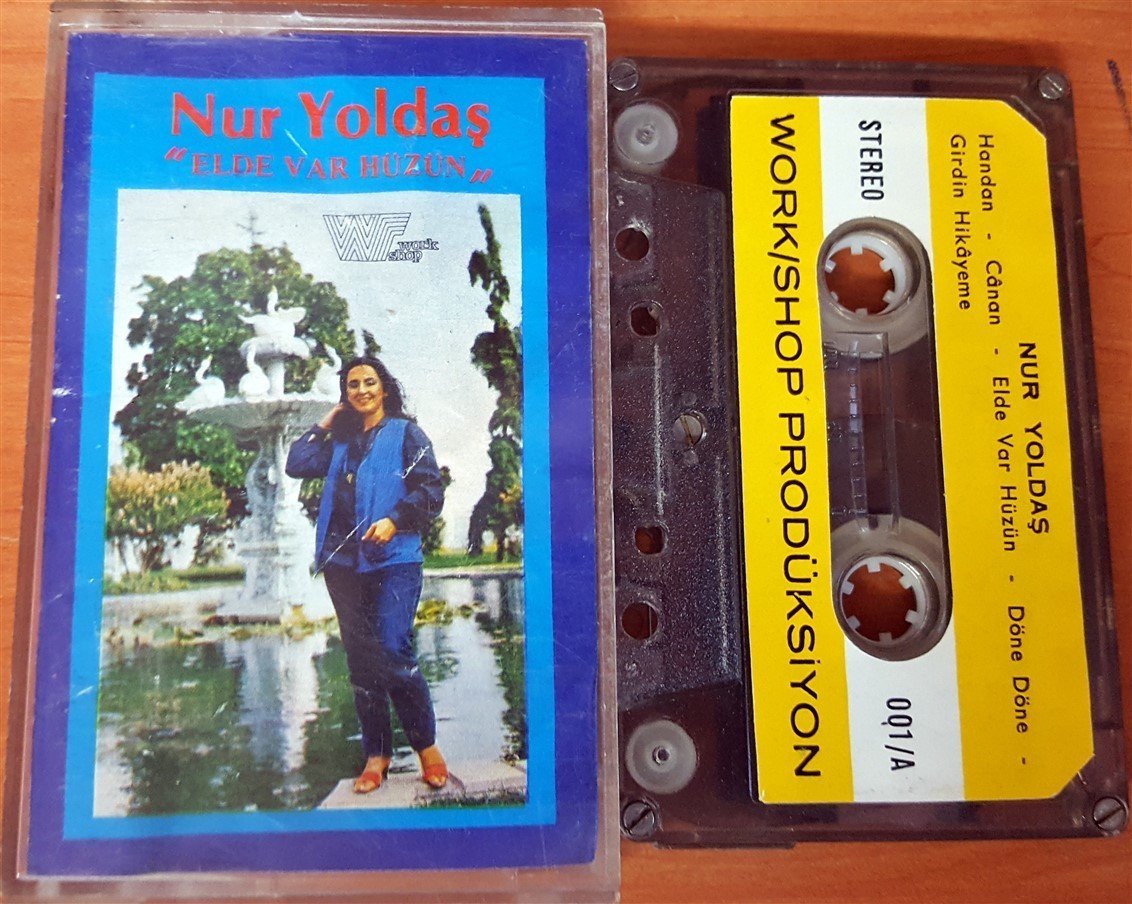 Nur Yoldaş
"ELDE VAR HÜZÜN"
work
shop
NUR YOLDAŞ
Handan - Cânan - Elde Var Hüzün - Döne Döne -
Girdin Hikâyeme
STEREO
001/A
WORK/SHOP PRODÜKSİYON